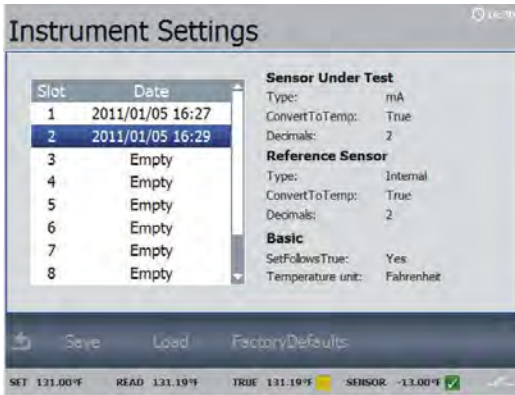 Instrument Settings
Slot Date
1 2011/01/05 16:27
2 2011/01/05 16:29
3 Empty
4 Empty
5 Empty
6 Empty
7 Empty
8 Empty
Sensor Under Test
Type: mA
ConvertToTemp: True
Decimals: 2
Reference Sensor
Type: Internal
ConvertToTemp: True
Decimals: 2
Basic
SetFollowsTrue: Yes
Temperature unit: Fahrenheit
Save Load FactoryDefaults
SET 131.00°F READ 131.19°F TRUE 131.19°F SENSOR -13.00°F